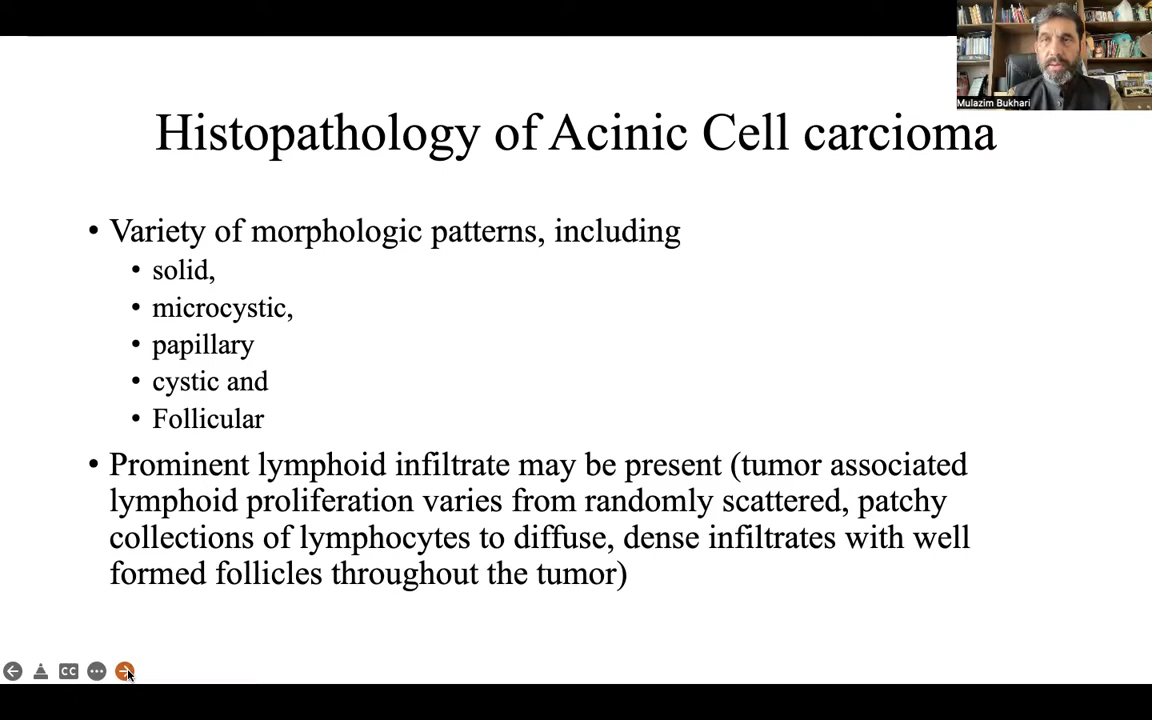 Mulazim Bukhari
Histopathology of Acinic Cell carcioma
• Variety of morphologic patterns, including
• solid,
• microcystic,
• papillary
• cystic and
• Follicular
• Prominent lymphoid infiltrate may be present (tumor associated
lymphoid proliferation varies from randomly scattered, patchy
collections of lymphocytes to diffuse, dense infiltrates with well
formed follicles throughout the tumor)
CC